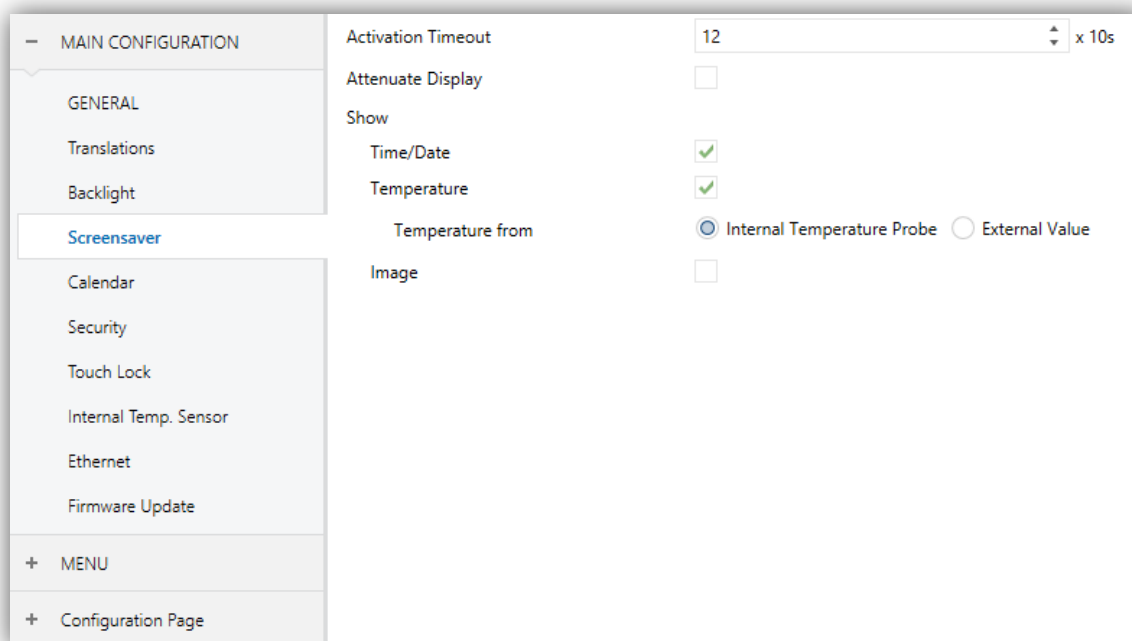 − MAIN CONFIGURATION
GENERAL
Translations
Backlight
Screensaver
Calendar
Security
Touch Lock
Internal Temp. Sensor
Ethernet
Firmware Update
+ MENU
+ Configuration Page
Activation Timeout 12 x 10s
Attenuate Display
Show
Time/Date
Temperature
Temperature from Internal Temperature Probe External Value
Image